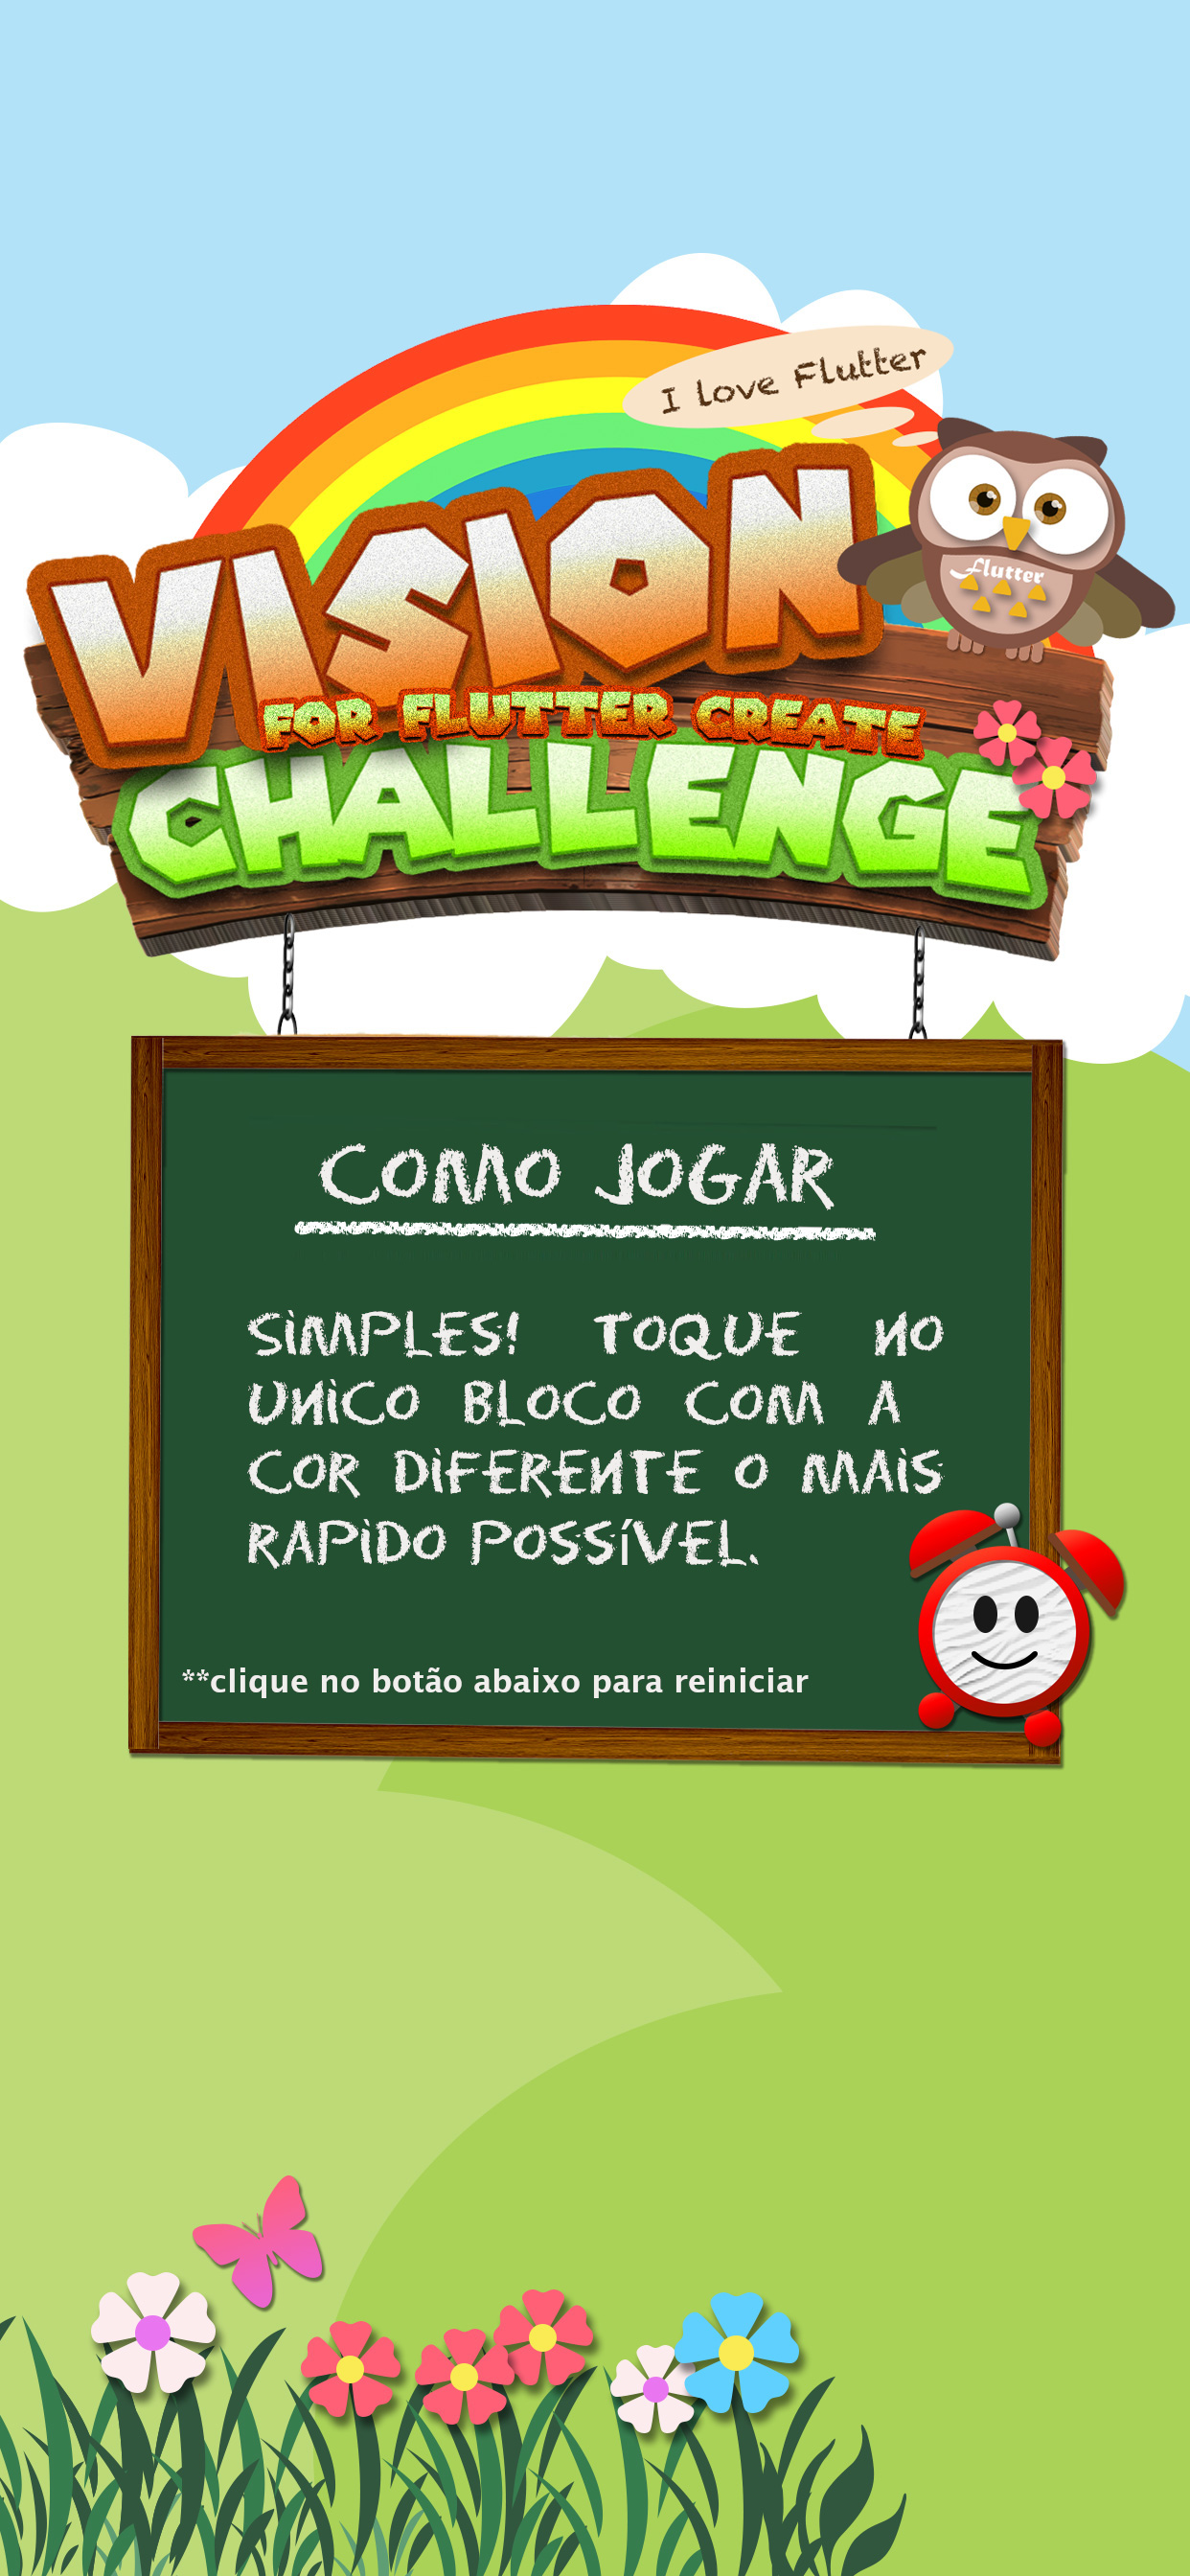 I love Flutter
VISION
flutter
FOR FLUTTER CREATE
CHALLENGE
COMO JOGAR
SIMPLES! TOQUE NO
UNICO BLOCO COM A
COR DIFERENTE O MAIS
RAPIDO POSSÍVEL.
**clique no botão abaixo para reiniciar